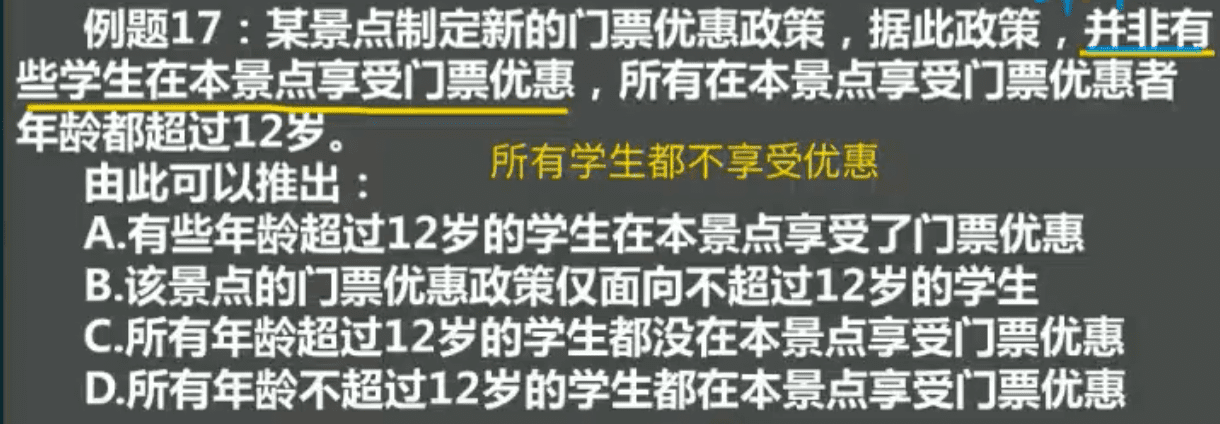 例题17：某景点制定新的门票优惠政策，据此政策，并非有
些学生在本景点享受门票优惠，所有在本景点享受门票优惠者
年龄都超过12岁。
所有学生都不享受优惠
由此可以推出：
A.有些年龄超过12岁的学生在本景点享受了门票优惠
B.该景点的门票优惠政策仅面向不超过12岁的学生
C.所有年龄超过12岁的学生都没在本景点享受门票优惠
D.所有年龄不超过12岁的学生都在本景点享受门票优惠